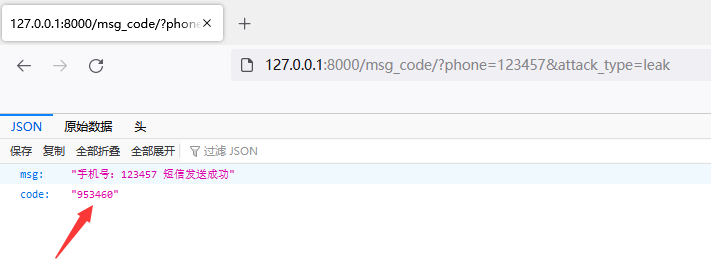 127.0.0.1:8000/msg_code/?phone
127.0.0.1:8000/msg_code/?phone=123457&attack_type=leak
JSON 原始数据 头
保存 复制 全部折叠 全部展开 过滤 JSON
msg: "手机号：123457 短信发送成功"
code: "953460"